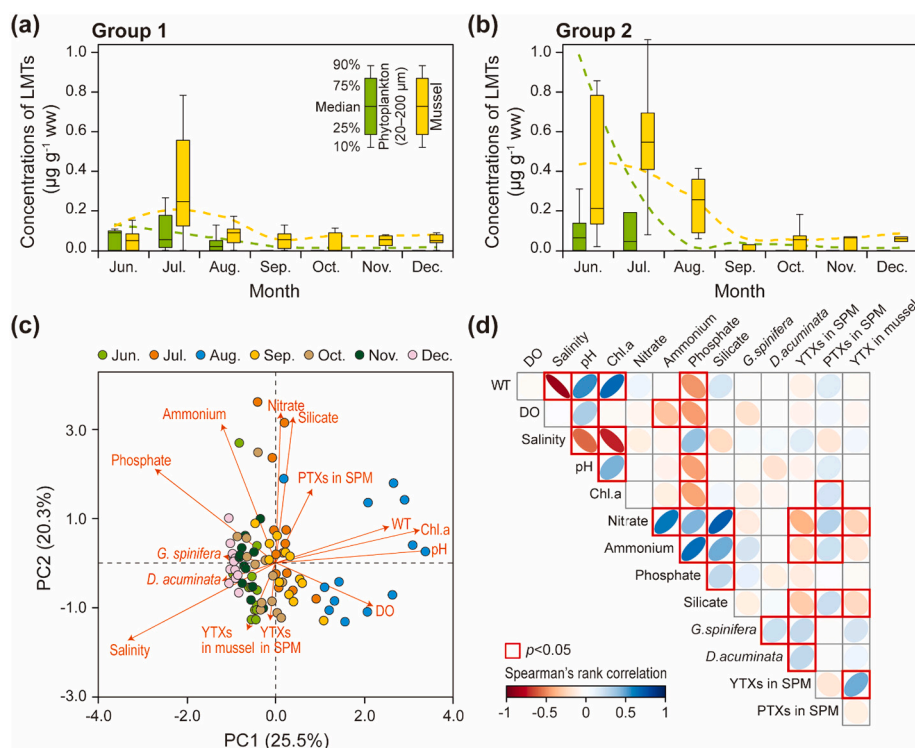 (a)
Group 1
Concentrations of LMTs
(µg g⁻¹ ww)
1.0
0.8
0.6
0.4
0.2
0.0
90%
75%
Median
25%
10%
Phytoplankton
(20–200 µm)
Mussel
Jun. Jul. Aug. Sep. Oct. Nov. Dec.
Month
(b)
Group 2
Concentrations of LMTs
(µg g⁻¹ ww)
1.0
0.8
0.6
0.4
0.2
0.0
Jun. Jul. Aug. Sep. Oct. Nov. Dec.
Month
(c)
Jun. Jul. Aug. Sep. Oct. Nov. Dec.
PC2 (20.3%)
3.0
1.0
-1.0
-3.0
Ammonium
Nitrate
Silicate
Phosphate
PTXs in SPM
WT
Chl.a
pH
G. spinifera
D. acuminata
DO
Salinity
YTXs
in mussel
YTXs
in SPM
-4.0 -2.0 0.0 2.0 4.0
PC1 (25.5%)
(d)
DO
Salinity
pH
Chl.a
Nitrate
Ammonium
Phosphate
Silicate
G.spinifera
D.acuminata
YTXs in SPM
PTXs in SPM
YTX in mussel
WT
DO
Salinity
pH
Chl.a
Nitrate
Ammonium
Phosphate
Silicate
G.spinifera
D.acuminata
YTXs in SPM
PTXs in SPM
p<0.05
Spearman's rank correlation
-1 -0.5 0 0.5 1